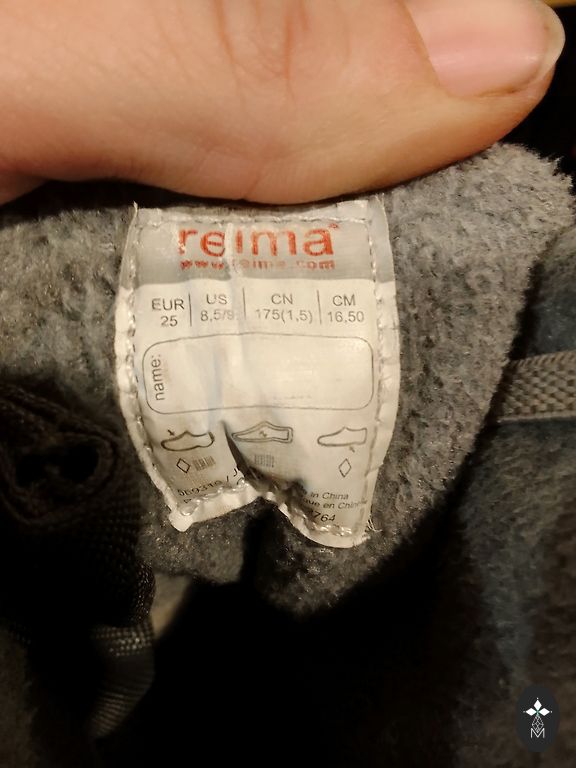 reima
www.reima.com
EUR US CN CM
25 8,5/9 175(1,5) 16,50
name:
in China
en
M